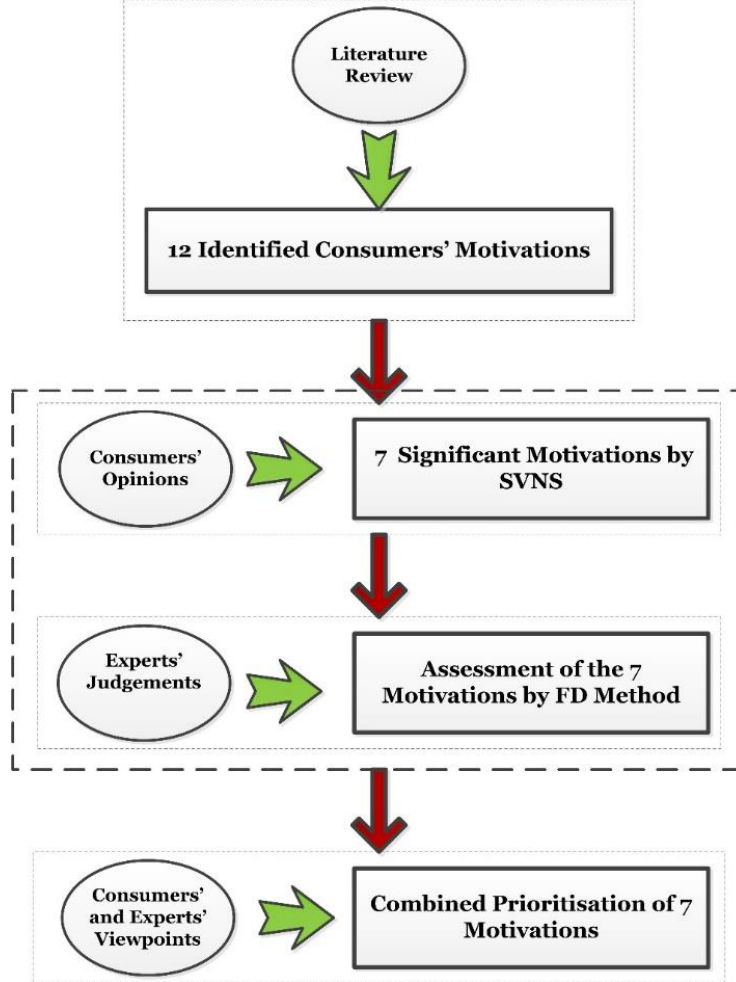 Literature
Review
12 Identified Consumers’ Motivations
Consumers’
Opinions
7 Significant Motivations by
SVNS
Experts’
Judgements
Assessment of the 7
Motivations by FD Method
Consumers’
and Experts’
Viewpoints
Combined Prioritisation of 7
Motivations